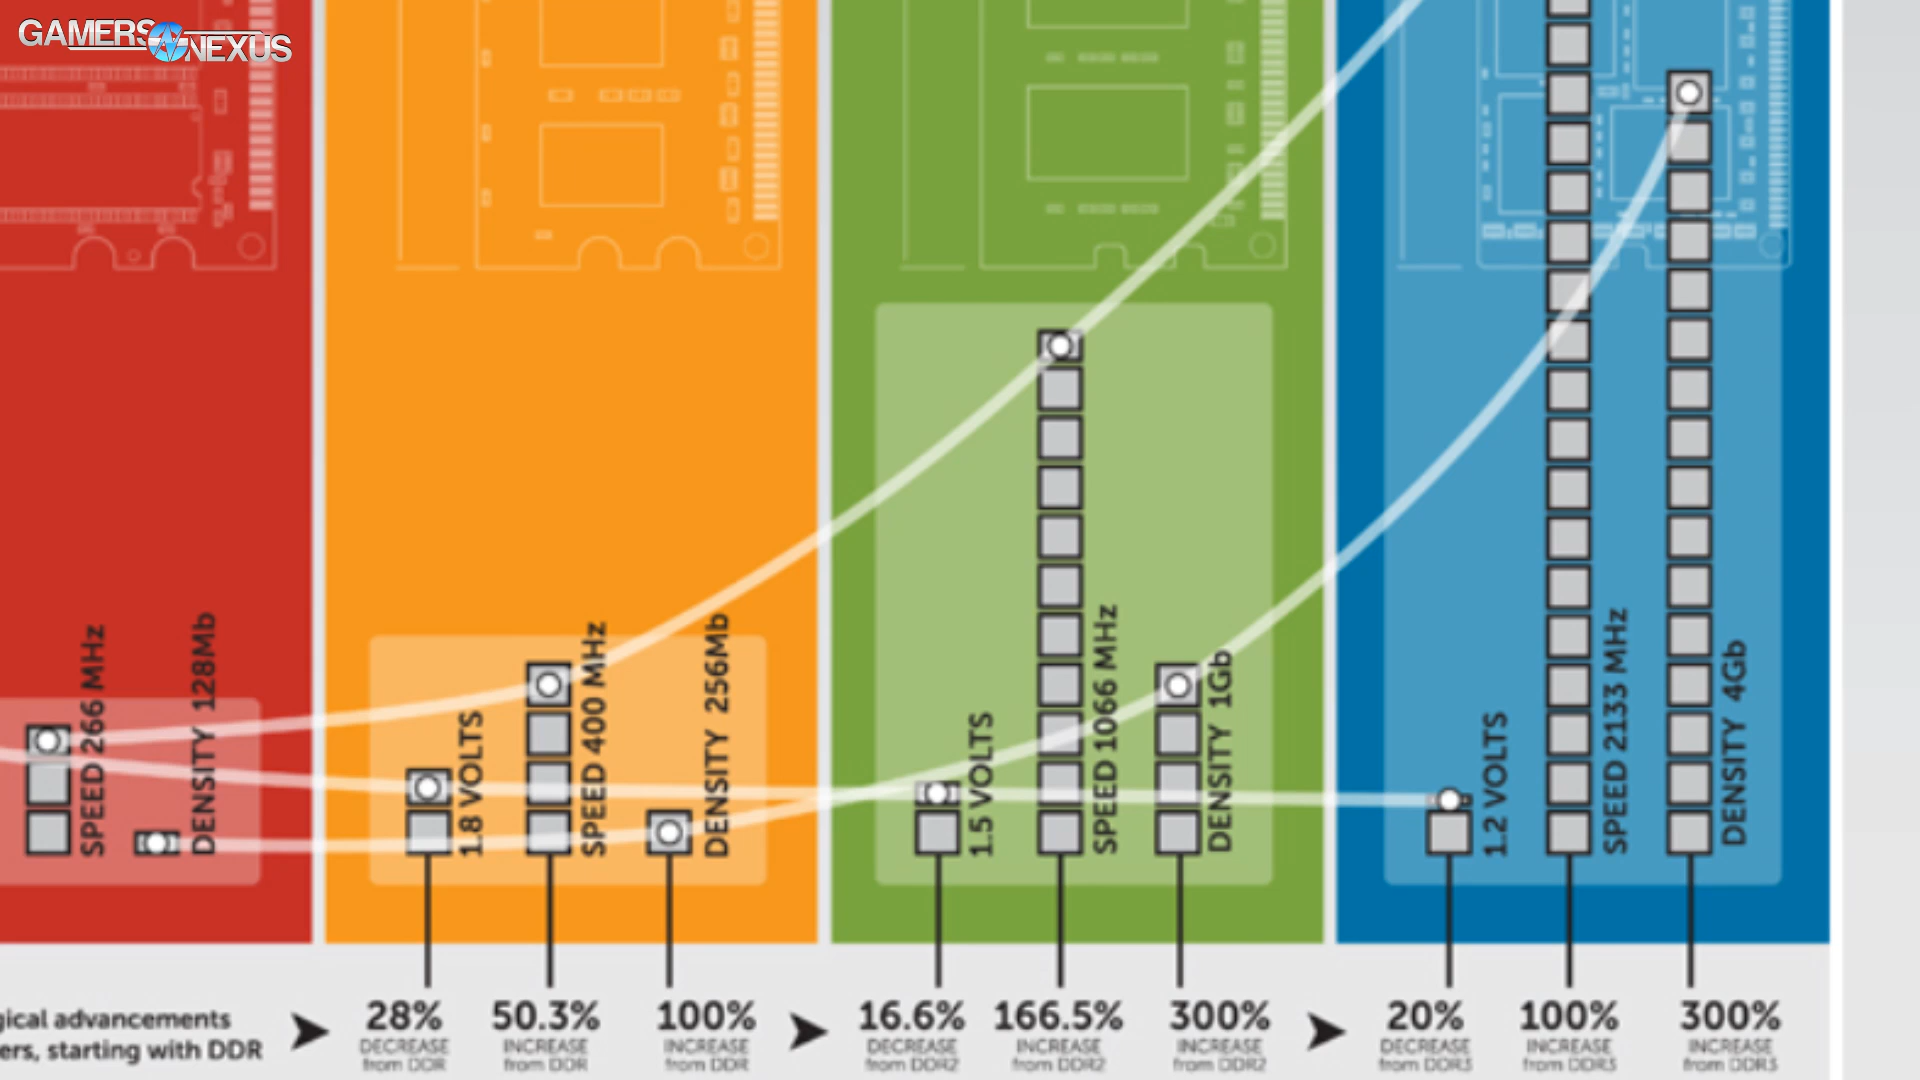 GAMERS NEXUS
SPEED 266 MHz
DENSITY 128Mb
1.8 VOLTS
SPEED 400 MHz
DENSITY 256Mb
1.5 VOLTS
SPEED 1066 MHz
DENSITY 1Gb
1.2 VOLTS
SPEED 2133 MHz
DENSITY 4Gb
gical advancements
ers, starting with DDR
28%
DECREASE
from DDR
50.3%
INCREASE
from DDR
100%
INCREASE
from DDR
16.6%
DECREASE
from DDR2
166.5%
INCREASE
from DDR2
300%
INCREASE
from DDR2
20%
DECREASE
from DDR3
100%
INCREASE
from DDR3
300%
INCREASE
from DDR3